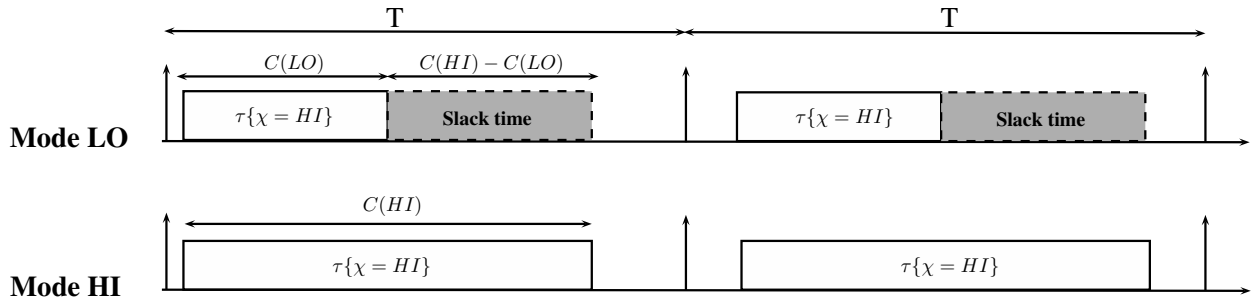 T T
C(LO) C(HI) − C(LO)
τ{χ = HI} Slack time τ{χ = HI} Slack time
Mode LO
C(HI)
τ{χ = HI} τ{χ = HI}
Mode HI